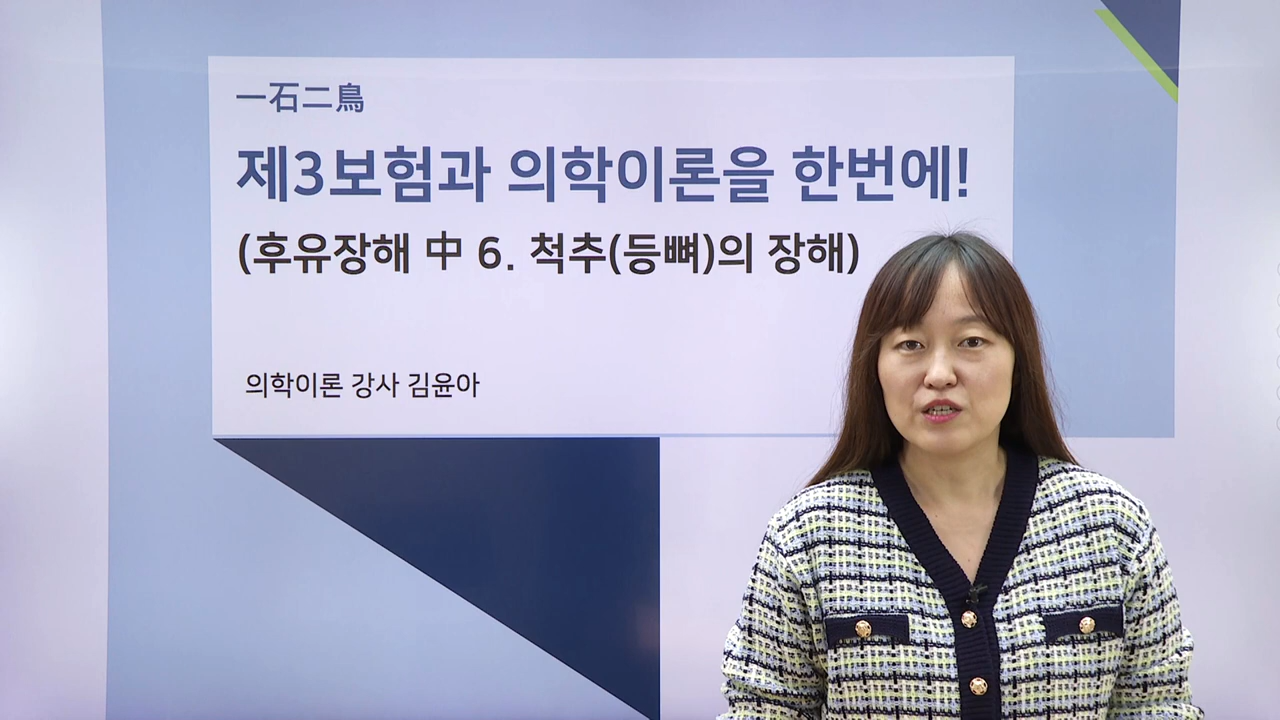 一石二鳥
제3보험과 의학이론을 한번에!
(후유장해 中 6. 척추(등뼈)의 장해)
의학이론 강사 김윤아